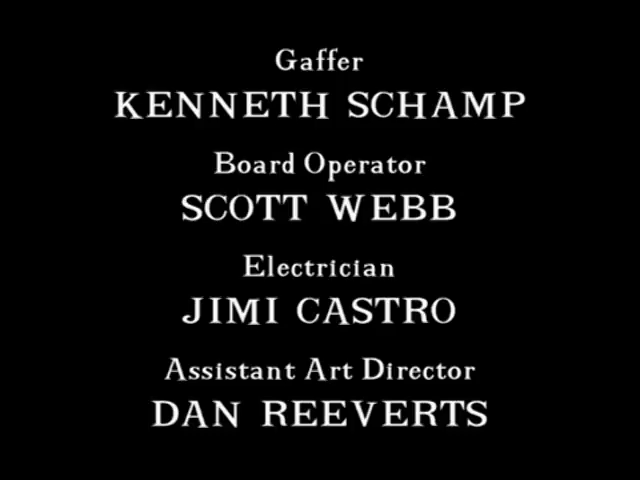 Gaffer
KENNETH SCHAMP
Board Operator
SCOTT WEBB
Electrician
JIMI CASTRO
Assistant Art Director
DAN REEVERTS